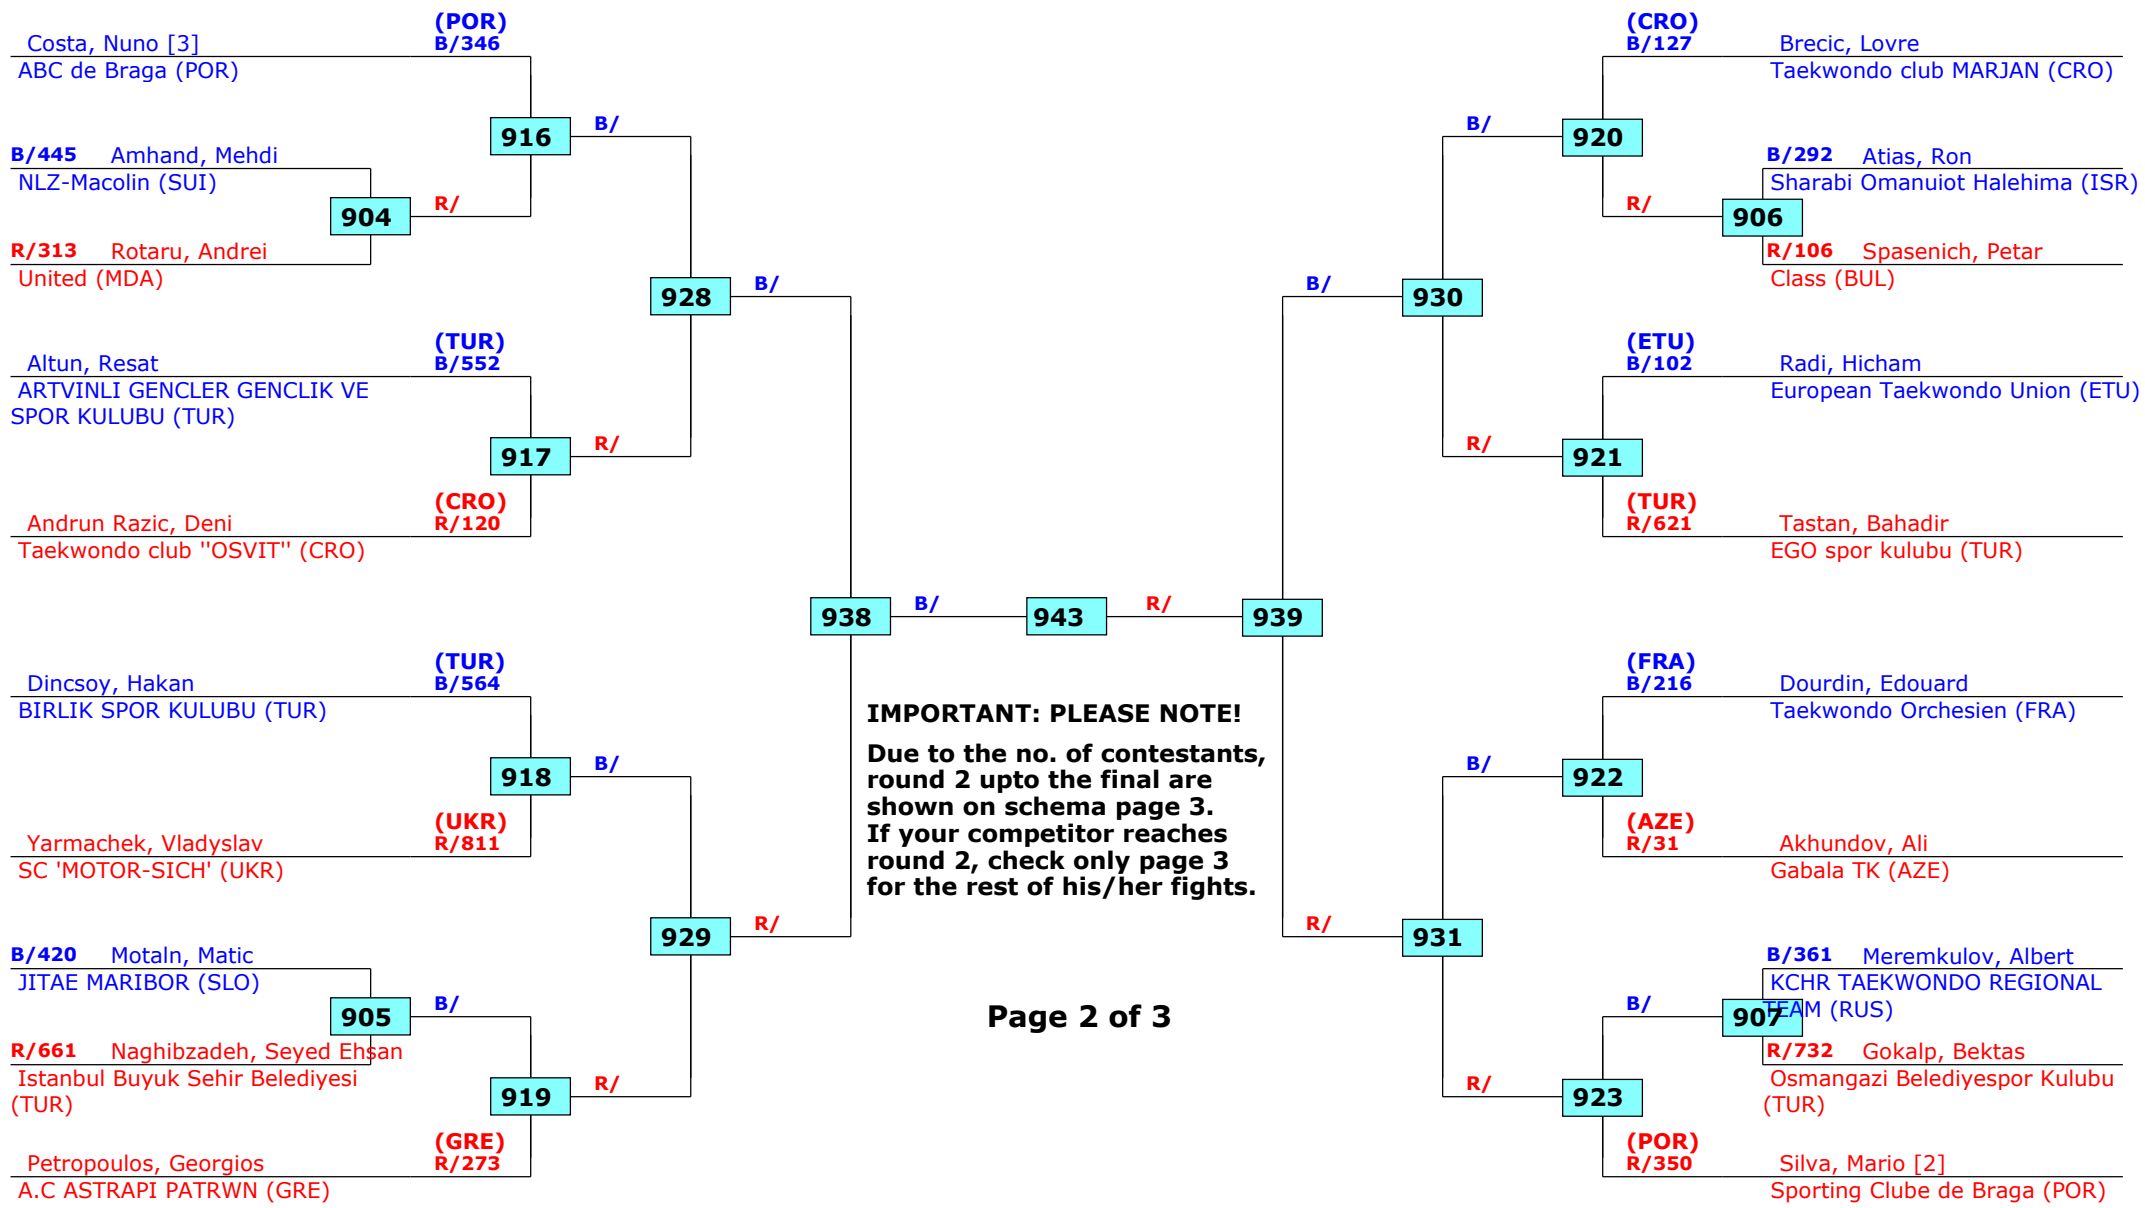 (POR)
Costa, Nuno [3] B/346
ABC de Braga (POR)
916
B/
B/445 Amhand, Mehdi
NLZ-Macolin (SUI)
904
R/
R/313 Rotaru, Andrei
United (MDA)
928
B/
(TUR)
Altun, Resat B/552
ARTVINLI GENCLER GENCLIK VE
SPOR KULUBU (TUR)
917
R/
(CRO)
Andrun Razic, Deni R/120
Taekwondo club ''OSVIT'' (CRO)
938
B/
943
R/
939
(TUR)
Dincsoy, Hakan B/564
BIRLIK SPOR KULUBU (TUR)
918
B/
(UKR)
Yarmachek, Vladyslav R/811
SC 'MOTOR-SICH' (UKR)
929
R/
B/420 Motaln, Matic
JITAE MARIBOR (SLO)
905
B/
R/661 Naghibzadeh, Seyed Ehsan
Istanbul Buyuk Sehir Belediyesi
(TUR)
919
R/
(GRE)
Petropoulos, Georgios R/273
A.C ASTRAPI PATRWN (GRE)
IMPORTANT: PLEASE NOTE!
Due to the no. of contestants,
round 2 upto the final are
shown on schema page 3.
If your competitor reaches
round 2, check only page 3
for the rest of his/her fights.
Page 2 of 3
(CRO)
B/127 Brecic, Lovre
Taekwondo club MARJAN (CRO)
B/
920
B/292 Atias, Ron
Sharabi Omanuiot Halehima (ISR)
R/
906
R/106 Spasenich, Petar
Class (BUL)
B/
930
(ETU)
B/102 Radi, Hicham
European Taekwondo Union (ETU)
R/
921
(TUR)
R/621 Tastan, Bahadir
EGO spor kulubu (TUR)
(FRA)
B/216 Dourdin, Edouard
Taekwondo Orchesien (FRA)
B/
922
(AZE)
R/31 Akhundov, Ali
Gabala TK (AZE)
R/
931
B/361 Meremkulov, Albert
KCHR TAEKWONDO REGIONAL
TEAM (RUS)
B/
907
R/732 Gokalp, Bektas
Osmangazi Belediyespor Kulubu
(TUR)
R/
923
(POR)
R/350 Silva, Mario [2]
Sporting Clube de Braga (POR)